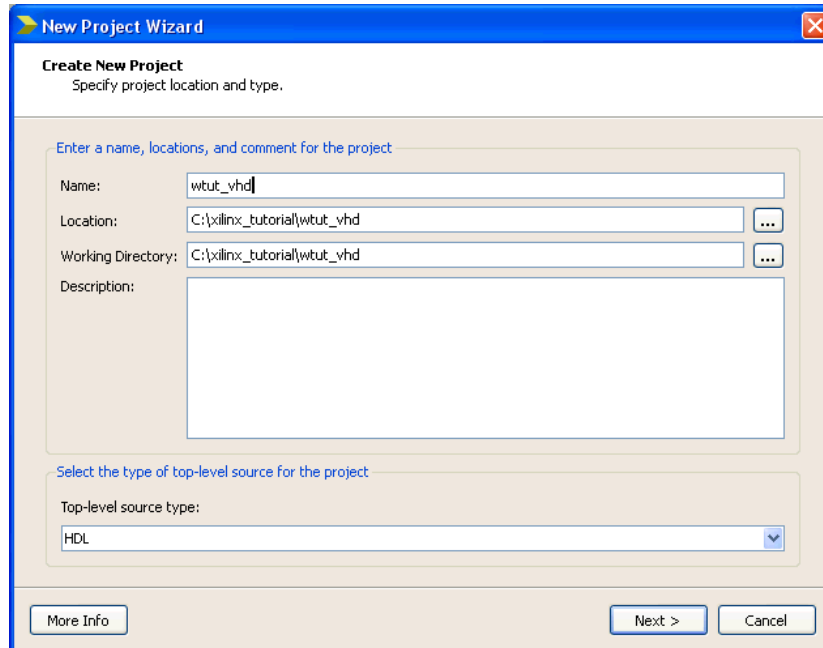 New Project Wizard
Create New Project
Specify project location and type.
Enter a name, locations, and comment for the project
Name: wtut_vhd
Location: C:\xilinx_tutorial\wtut_vhd ...
Working Directory: C:\xilinx_tutorial\wtut_vhd ...
Description:
Select the type of top-level source for the project
Top-level source type:
HDL
More Info Next > Cancel